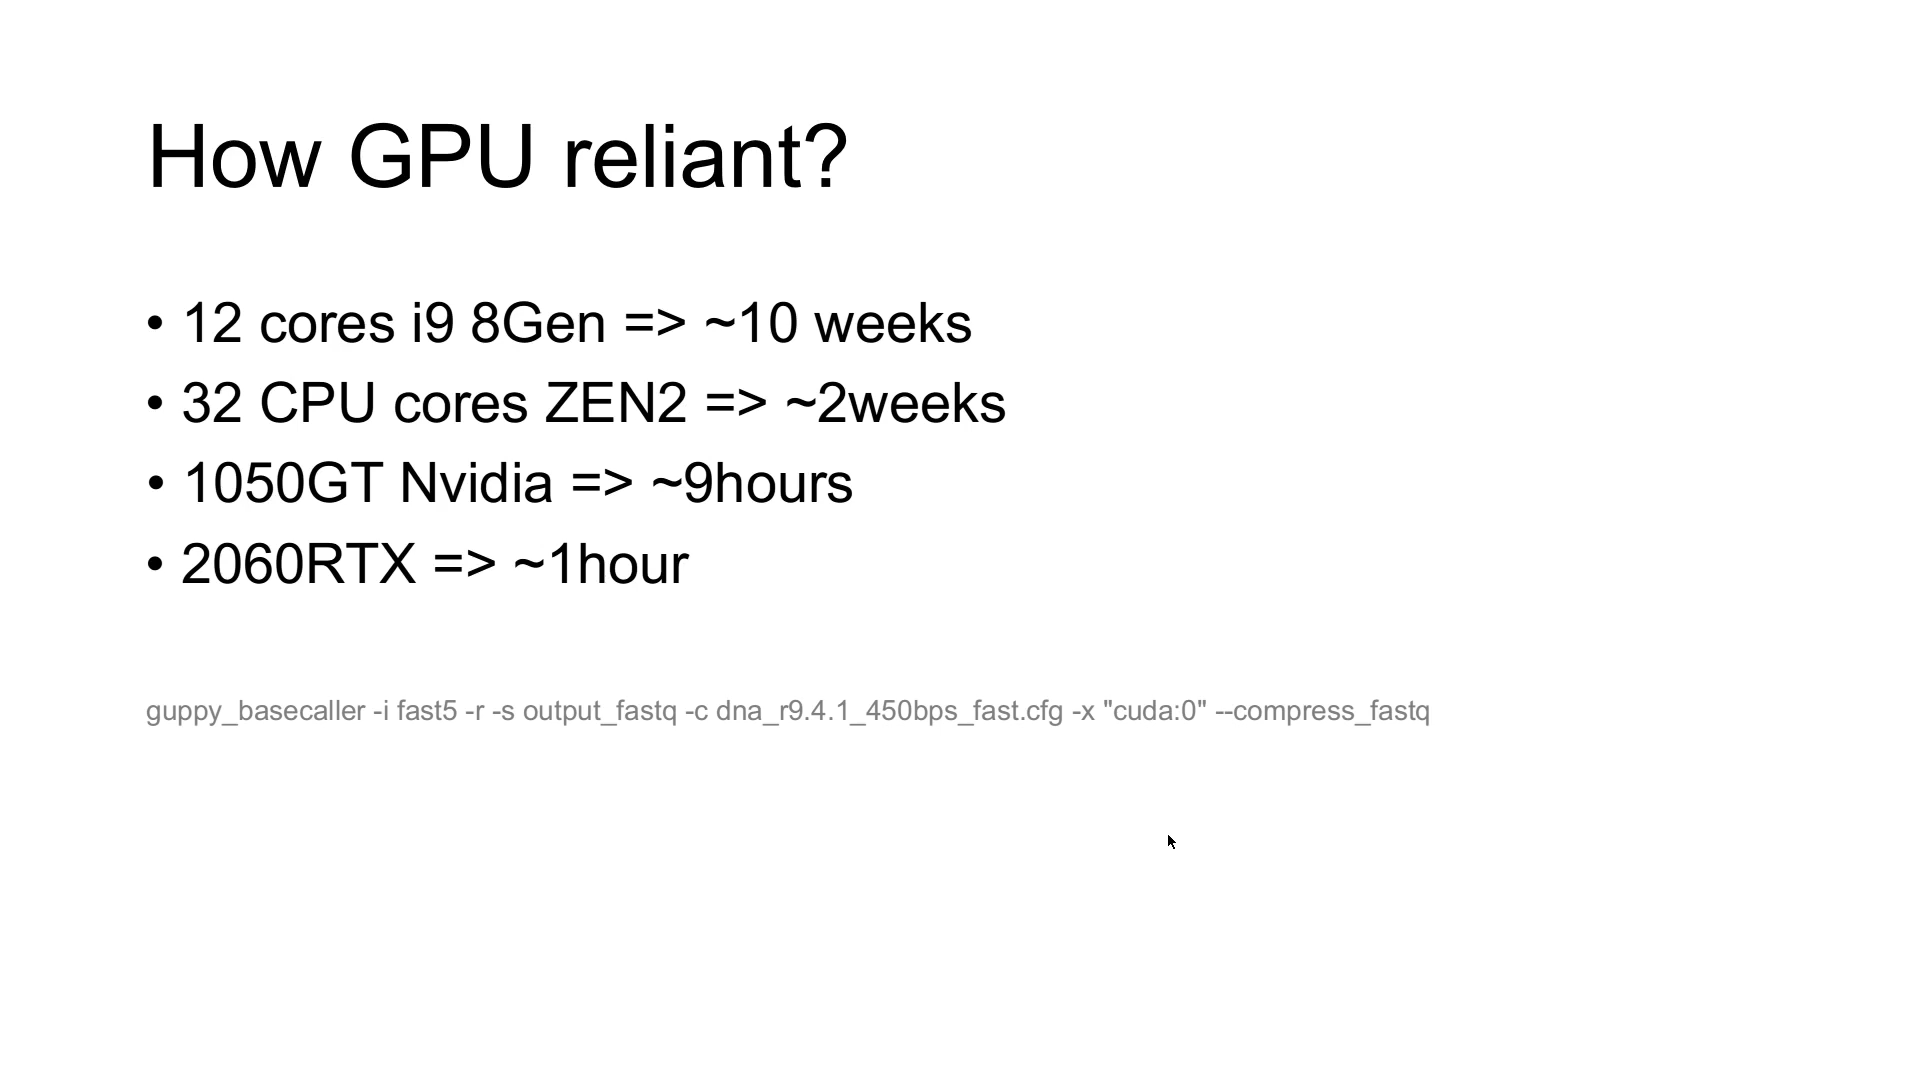 How GPU reliant?
• 12 cores i9 8Gen => ~10 weeks
• 32 CPU cores ZEN2 => ~2weeks
• 1050GT Nvidia => ~9hours
• 2060RTX => ~1hour
guppy_basecaller -i fast5 -r -s output_fastq -c dna_r9.4.1_450bps_fast.cfg -x "cuda:0" --compress_fastq